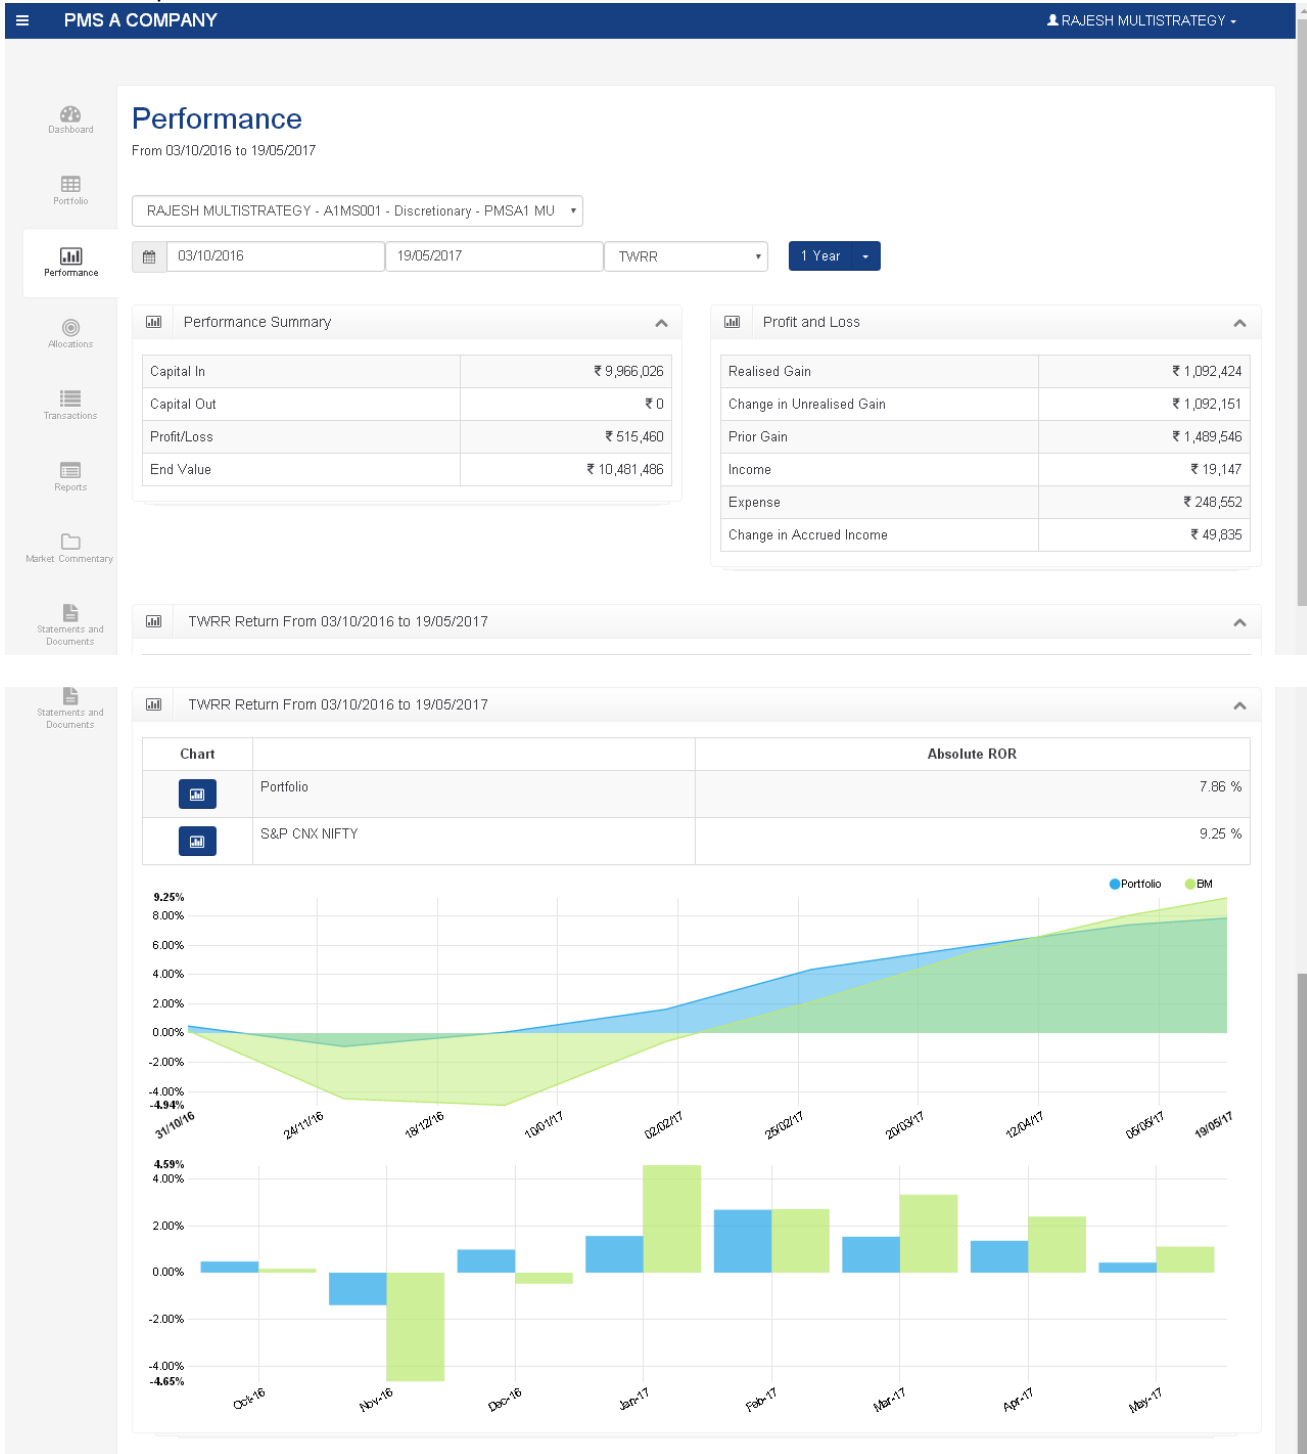 PMS A COMPANY
RAJESH MULTISTRATEGY
Dashboard
Portfolio
Performance
Allocations
Transactions
Reports
Market Commentary
Statements and
Documents
Performance
From 03/10/2016 to 19/05/2017
RAJESH MULTISTRATEGY - A1MS001 - Discretionary - PMSA1 MU
03/10/2016 19/05/2017 TWRR 1 Year
Performance Summary
Capital In ₹ 9,966,026
Capital Out ₹ 0
Profit/Loss ₹ 515,460
End Value ₹ 10,481,486
Profit and Loss
Realised Gain ₹ 1,092,424
Change in Unrealised Gain ₹ 1,092,151
Prior Gain ₹ 1,489,546
Income ₹ 19,147
Expense ₹ 248,552
Change in Accrued Income ₹ 49,835
TWRR Return From 03/10/2016 to 19/05/2017
Statements and
Documents
TWRR Return From 03/10/2016 to 19/05/2017
Chart Absolute ROR
Portfolio 7.86 %
S&P CNX NIFTY 9.25 %
Portfolio BM
9.25%
8.00%
6.00%
4.00%
2.00%
0.00%
-2.00%
-4.00%
-4.94%
31/10/16 24/11/16 18/12/16 10/01/17 02/02/17 25/02/17 20/03/17 12/04/17 05/05/17 19/05/17
4.59%
4.00%
2.00%
0.00%
-2.00%
-4.00%
-4.65%
Oct-16 Nov-16 Dec-16 Jan-17 Feb-17 Mar-17 Apr-17 May-17